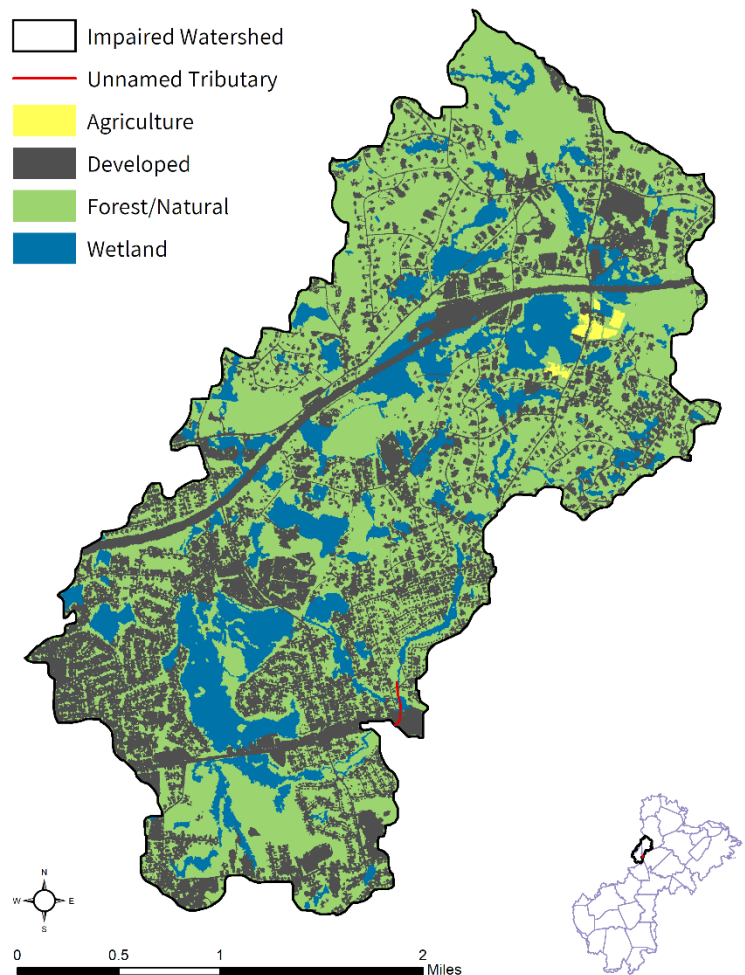 Impaired Watershed
Unnamed Tributary
Agriculture
Developed
Forest/Natural
Wetland
N
W E
S
0 0.5 1 2
Miles